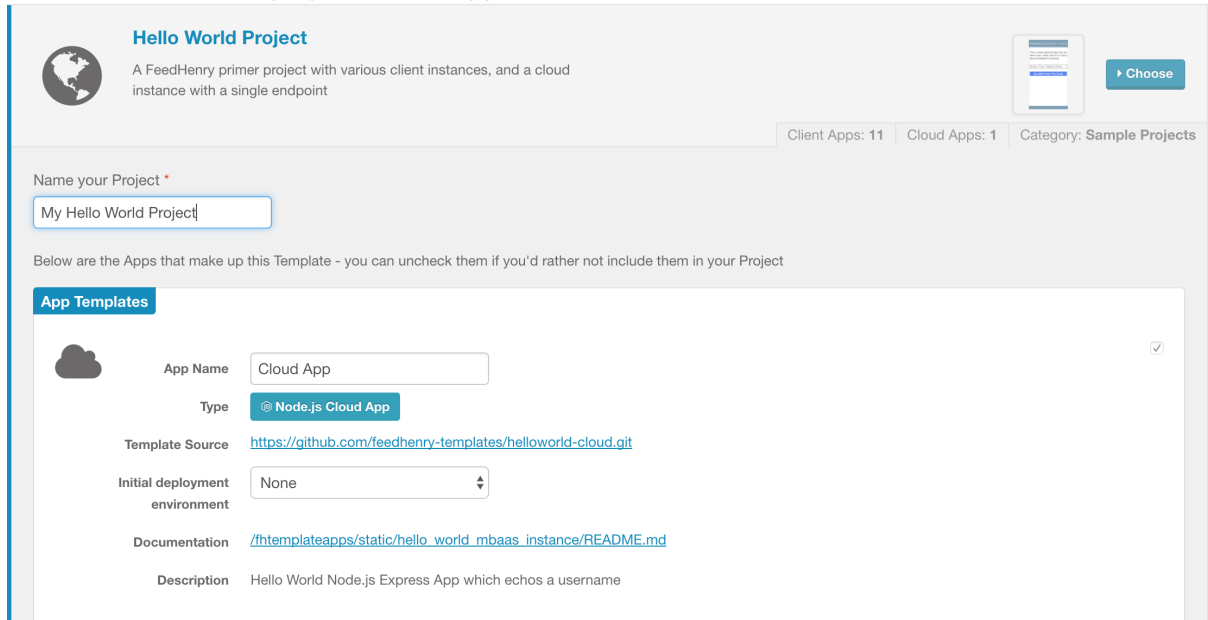 Hello World Project
A FeedHenry primer project with various client instances, and a cloud
instance with a single endpoint
Choose
Client Apps: 11 Cloud Apps: 1 Category: Sample Projects
Name your Project *
My Hello World Project
Below are the Apps that make up this Template - you can uncheck them if you'd rather not include them in your Project
App Templates
App Name Cloud App
Type Node.js Cloud App
Template Source https://github.com/feedhenry-templates/helloworld-cloud.git
Initial deployment
environment
None
Documentation /fhtemplateapps/static/hello_world_mbaas_instance/README.md
Description Hello World Node.js Express App which echos a username